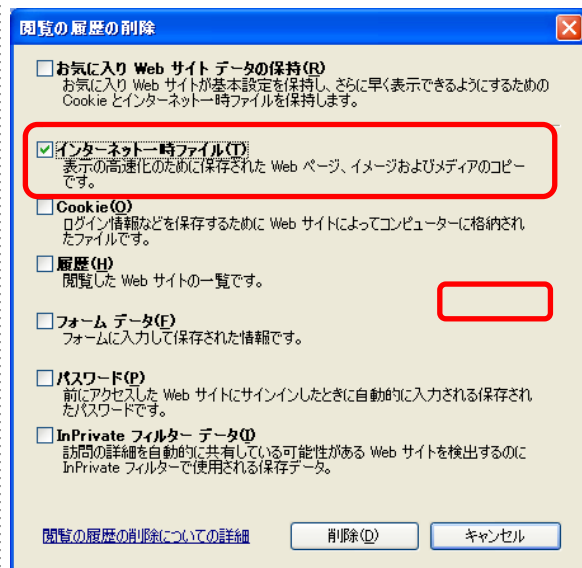 閲覧の履歴の削除
お気に入り Web サイト データの保持(R)
お気に入り Web サイトが基本設定を保持し、さらに早く表示できるようにするための
Cookie とインターネット一時ファイルを保持します。
インターネット一時ファイル(T)
表示の高速化のために保存された Web ページ、イメージおよびメディアのコピー
です。
Cookie(O)
ログイン情報などを保存するために Web サイトによってコンピューターに格納され
たファイルです。
履歴(H)
閲覧した Web サイトの一覧です。
フォーム データ(F)
フォームに入力して保存された情報です。
パスワード(P)
前にアクセスした Web サイトにサインインしたときに自動的に入力される保存され
たパスワードです。
InPrivate フィルター データ(I)
訪問の詳細を自動的に共有している可能性がある Web サイトを検出するのに
InPrivate フィルターで使用される保存データ。
閲覧の履歴の削除についての詳細 削除(D) キャンセル